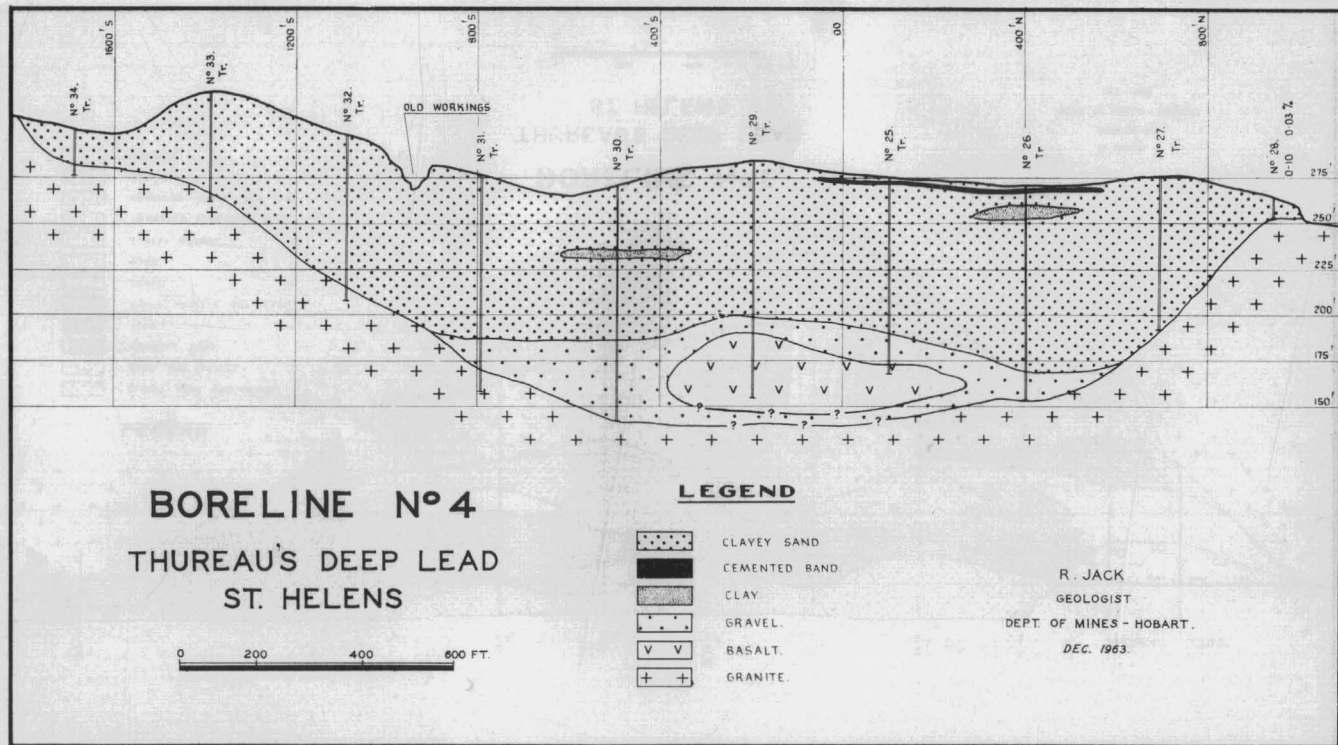 1600'S
1200'S
800'S
400'S
00
400'N
800'N
Nº 34.
Tr.
Nº 33.
Tr.
Nº 32.
Tr.
OLD WORKINGS
Nº 31.
Tr.
Nº 30.
Tr.
Nº 29.
Tr.
Nº 25.
Tr.
Nº 26
Tr.
Nº 27.
Tr.
Nº 28.
0-10 0·03 %
275'
250'
225'
200'
175'
150'
V V
V V V V V
V V V V V
? ? ?
? ? ?
BORELINE Nº 4
THUREAU'S DEEP LEAD
ST. HELENS
0 200 400 600 FT.
LEGEND
CLAYEY SAND
CEMENTED BAND.
CLAY.
GRAVEL.
V V BASALT.
+ + GRANITE.
R. JACK
GEOLOGIST
DEPT. OF MINES - HOBART.
DEC. 1963.